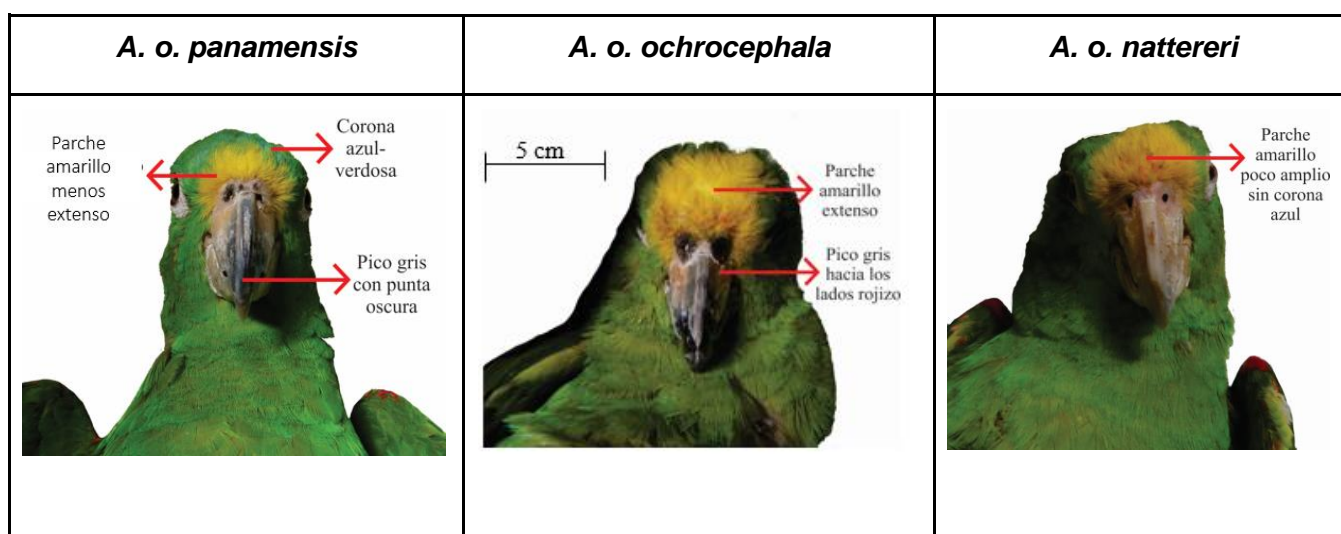 A. o. panamensis
A. o. ochrocephala
A. o. nattereri
Parche
amarillo
menos
extenso
Corona
azul-
verdosa
Pico gris
con punta
oscura
5 cm
Parche
amarillo
extenso
Pico gris
hacia los
lados rojizo
Parche
amarillo
poco amplio
sin corona
azul